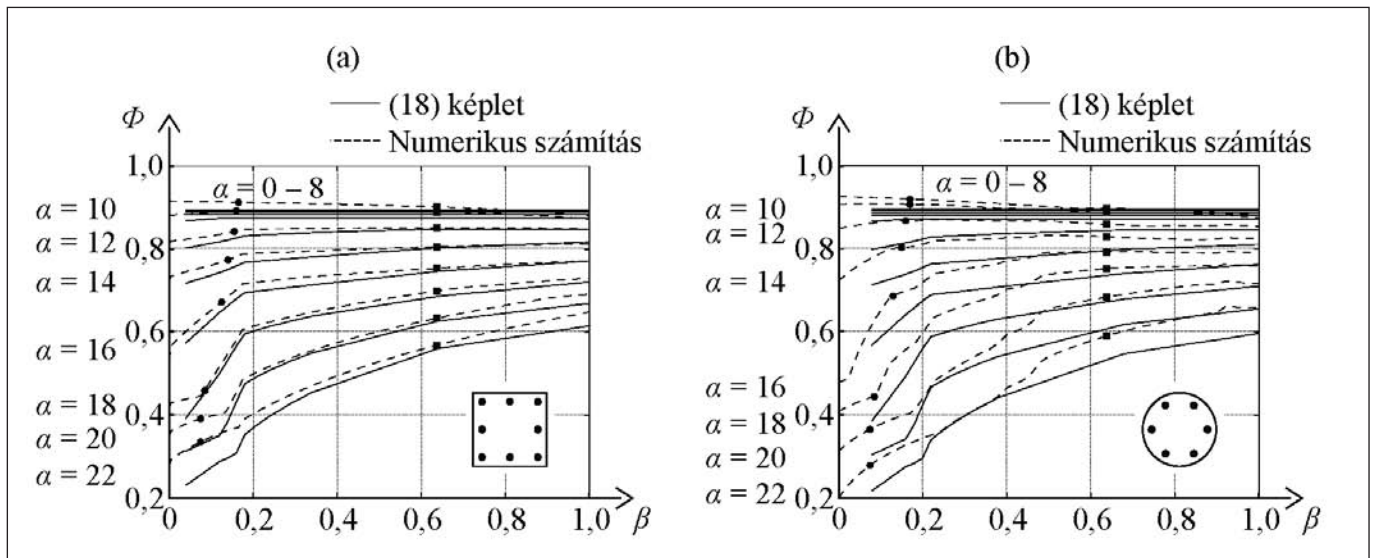 (a)
(18) képlet
Numerikus számítás
Φ
1,0
0,8
0,6
0,4
0,2
α = 0 – 8
α = 10
α = 12
α = 14
α = 16
α = 18
α = 20
α = 22
0
0,2
0,4
0,6
0,8
1,0
β
(b)
(18) képlet
Numerikus számítás
Φ
1,0
0,8
0,6
0,4
0,2
α = 0 – 8
α = 10
α = 12
α = 14
α = 16
α = 18
α = 20
α = 22
0
0,2
0,4
0,6
0,8
1,0
β